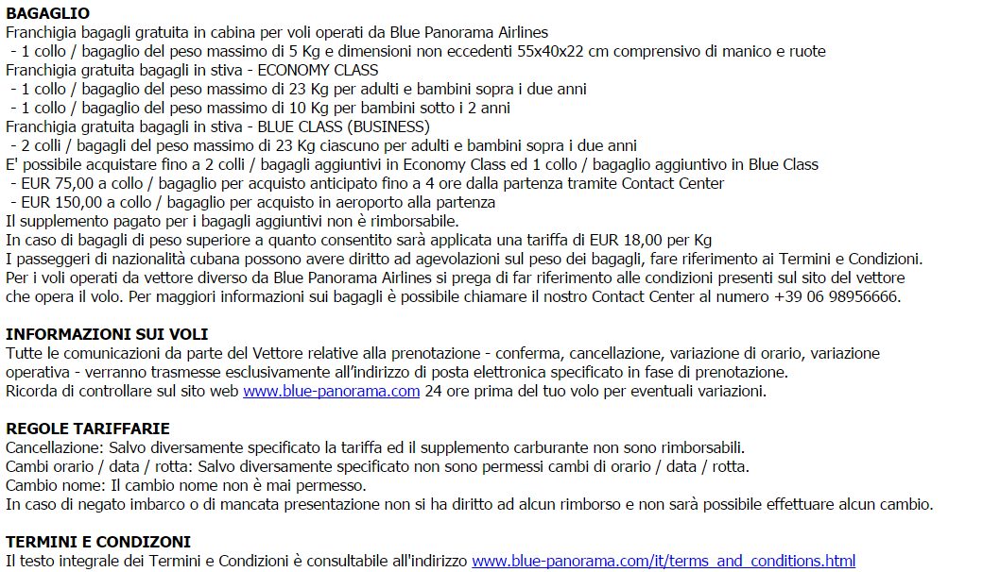 BAGAGLIO
Franchigia bagagli gratuita in cabina per voli operati da Blue Panorama Airlines
- 1 collo / bagaglio del peso massimo di 5 Kg e dimensioni non eccedenti 55x40x22 cm comprensivo di manico e ruote
Franchigia gratuita bagagli in stiva - ECONOMY CLASS
- 1 collo / bagaglio del peso massimo di 23 Kg per adulti e bambini sopra i due anni
- 1 collo / bagaglio del peso massimo di 10 Kg per bambini sotto i 2 anni
Franchigia gratuita bagagli in stiva - BLUE CLASS (BUSINESS)
- 2 colli / bagagli del peso massimo di 23 Kg ciascuno per adulti e bambini sopra i due anni
E' possibile acquistare fino a 2 colli / bagagli aggiuntivi in Economy Class ed 1 collo / bagaglio aggiuntivo in Blue Class
- EUR 75,00 a collo / bagaglio per acquisto anticipato fino a 4 ore dalla partenza tramite Contact Center
- EUR 150,00 a collo / bagaglio per acquisto in aeroporto alla partenza
Il supplemento pagato per i bagagli aggiuntivi non è rimborsabile.
In caso di bagagli di peso superiore a quanto consentito sarà applicata una tariffa di EUR 18,00 per Kg
I passeggeri di nazionalità cubana possono avere diritto ad agevolazioni sul peso dei bagagli, fare riferimento ai Termini e Condizioni.
Per i voli operati da vettore diverso da Blue Panorama Airlines si prega di far riferimento alle condizioni presenti sul sito del vettore
che opera il volo. Per maggiori informazioni sui bagagli è possibile chiamare il nostro Contact Center al numero +39 06 98956666.
INFORMAZIONI SUI VOLI
Tutte le comunicazioni da parte del Vettore relative alla prenotazione - conferma, cancellazione, variazione di orario, variazione
operativa - verranno trasmesse esclusivamente all’indirizzo di posta elettronica specificato in fase di prenotazione.
Ricorda di controllare sul sito web www.blue-panorama.com 24 ore prima del tuo volo per eventuali variazioni.
REGOLE TARIFFARIE
Cancellazione: Salvo diversamente specificato la tariffa ed il supplemento carburante non sono rimborsabili.
Cambi orario / data / rotta: Salvo diversamente specificato non sono permessi cambi di orario / data / rotta.
Cambio nome: Il cambio nome non è mai permesso.
In caso di negato imbarco o di mancata presentazione non si ha diritto ad alcun rimborso e non sarà possibile effettuare alcun cambio.
TERMINI E CONDIZONI
Il testo integrale dei Termini e Condizioni è consultabile all'indirizzo www.blue-panorama.com/it/terms_and_conditions.html